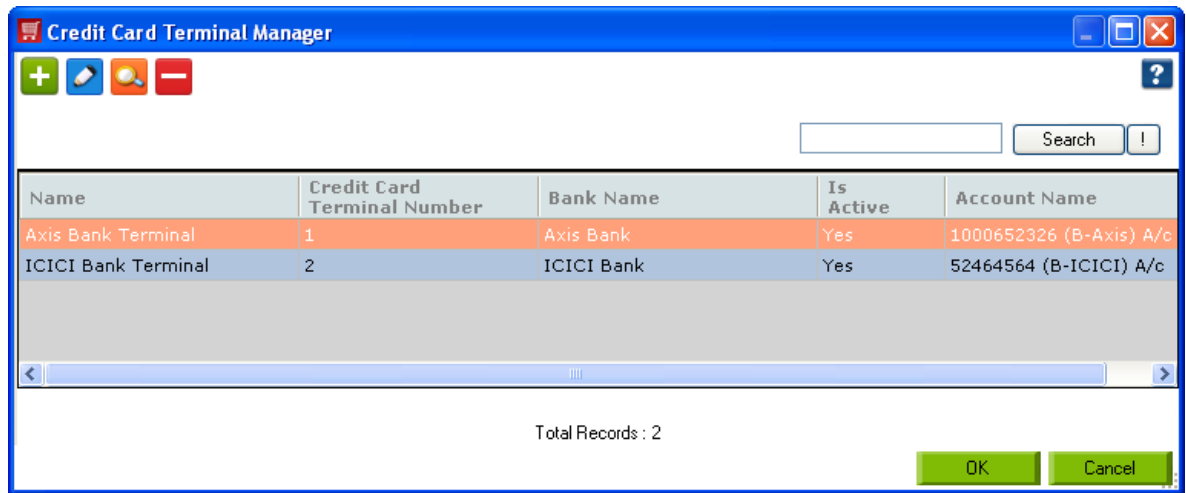 Credit Card Terminal Manager
?
Search !
Name Credit Card Terminal Number Bank Name Is Active Account Name
Axis Bank Terminal 1 Axis Bank Yes 1000652326 (B-Axis) A/c
ICICI Bank Terminal 2 ICICI Bank Yes 52464564 (B-ICICI) A/c
Total Records : 2
OK Cancel